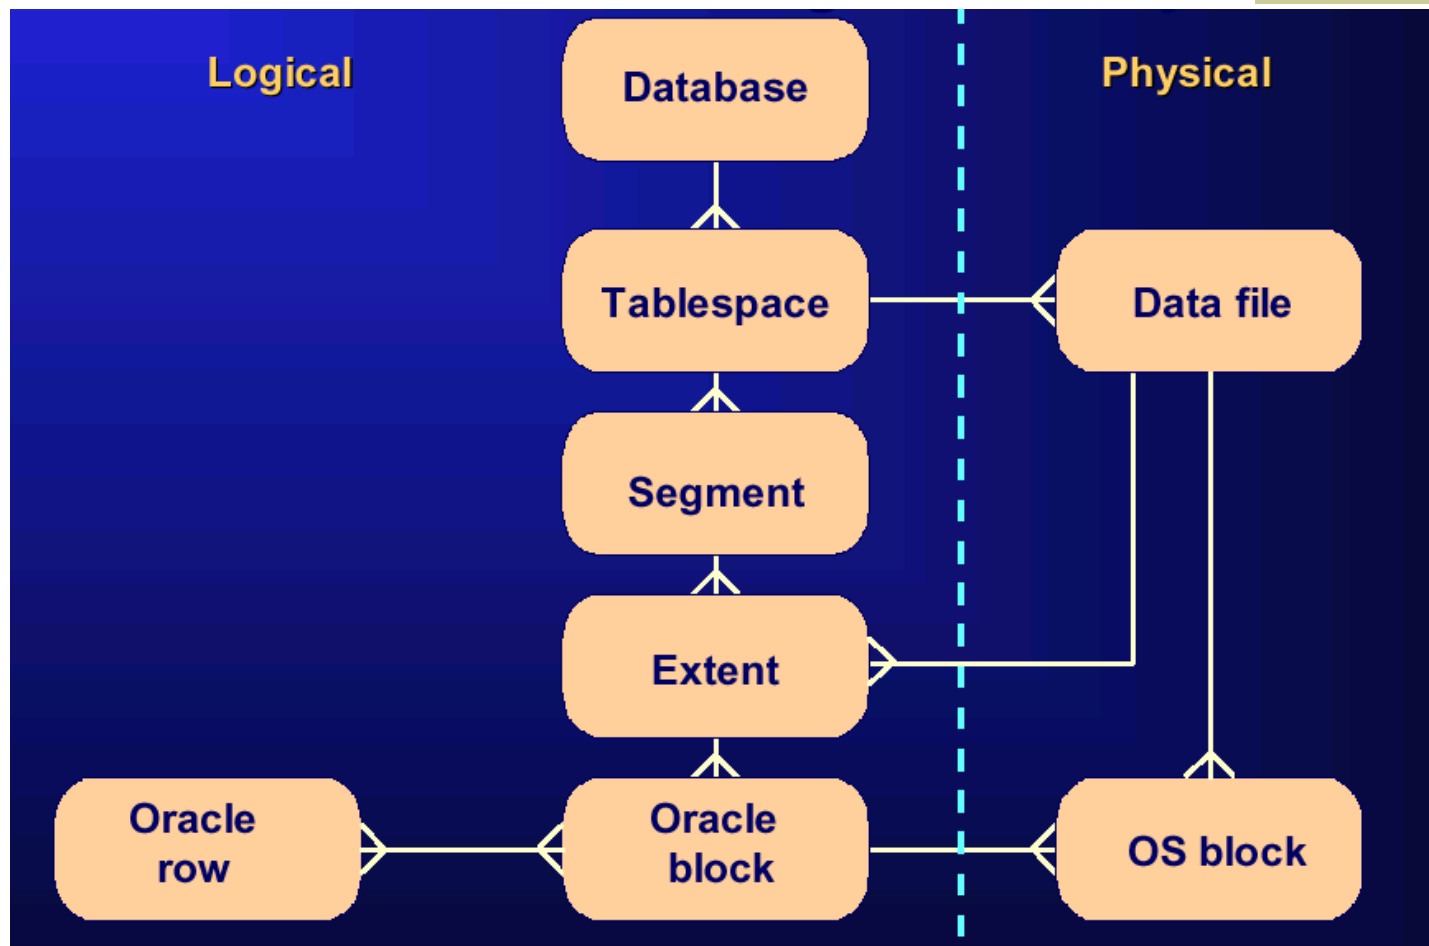 Logical
Database
Physical
Tablespace
Data file
Segment
Extent
Oracle
row
Oracle
block
OS block